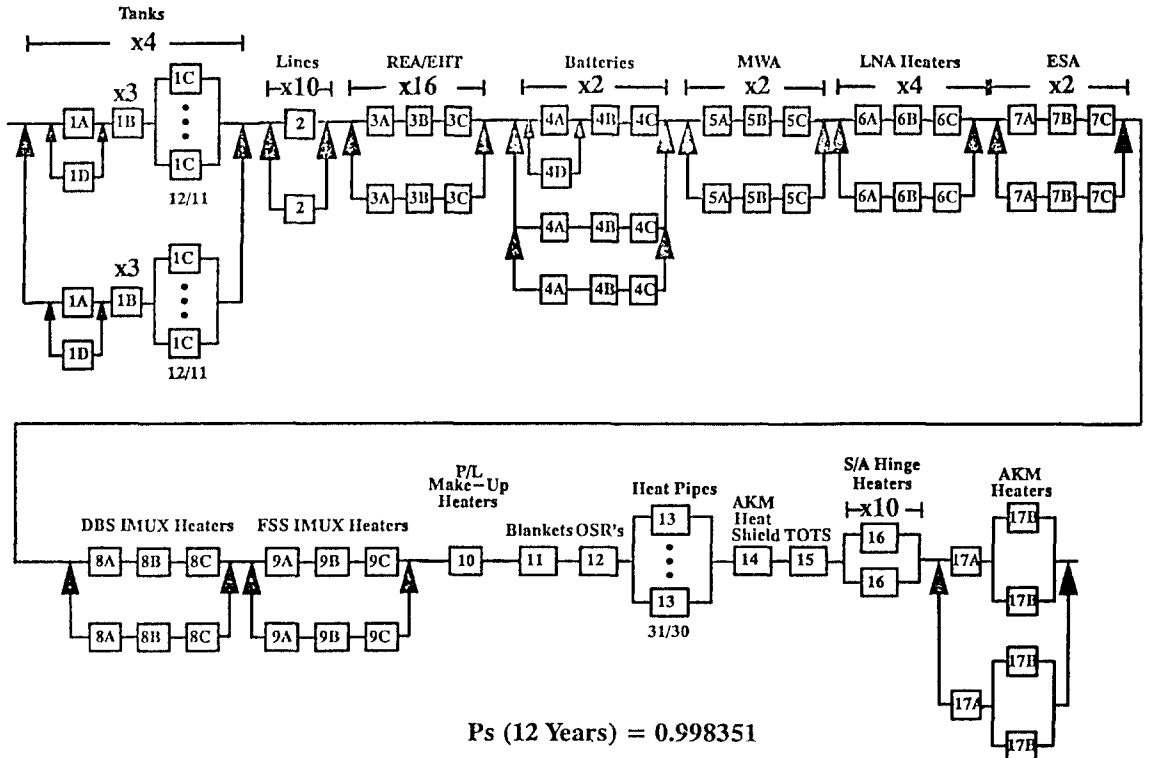 Tanks
x4
Lines
x10
REA/EHT
x16
Batteries
x2
MWA
x2
LNA Heaters
x4
ESA
x2
x3
1A
1B
1C
1C
1D
12/11
2
2
3A
3B
3C
3A
3B
3C
4A
4B
4C
4D
4A
4B
4C
4A
4B
4C
5A
5B
5C
5A
5B
5C
6A
6B
6C
6A
6B
6C
7A
7B
7C
7A
7B
7C
x3
1A
1B
1C
1C
1D
12/11
DBS IMUX Heaters
8A
8B
8C
8A
8B
8C
FSS IMUX Heaters
9A
9B
9C
9A
9B
9C
P/L
Make-Up
Heaters
10
Blankets
11
OSR's
12
Heat Pipes
13
13
31/30
AKM
Heat
Shield
14
TOTS
15
S/A Hinge
Heaters
x10
16
16
AKM
Heaters
17A
17B
17B
17A
17B
17B
Ps (12 Years) = 0.998351